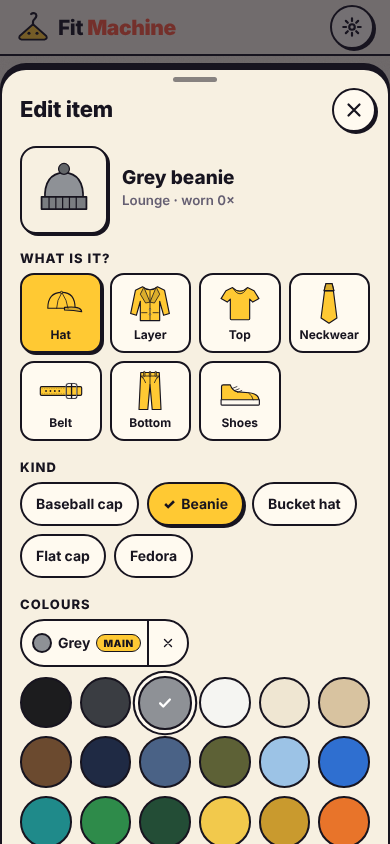 Fit Machine
Edit item
Grey beanie
Lounge · worn 0×
WHAT IS IT?
Hat
Layer
Top
Neckwear
Belt
Bottom
Shoes
KIND
Baseball cap
✓ Beanie
Bucket hat
Flat cap
Fedora
COLOURS
Grey MAIN ×